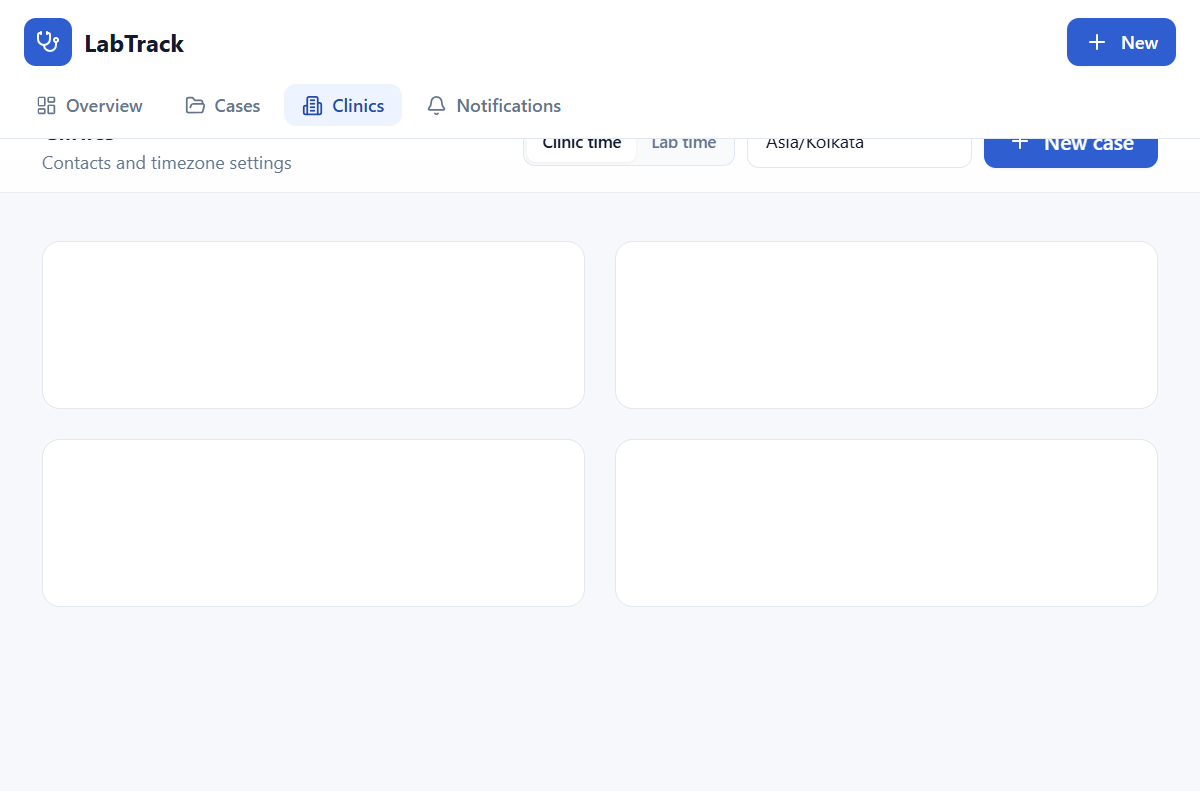 LabTrack
New
Overview
Cases
Clinics
Notifications
Clinic time
Lab time
Asia/Kolkata
New case
Contacts and timezone settings